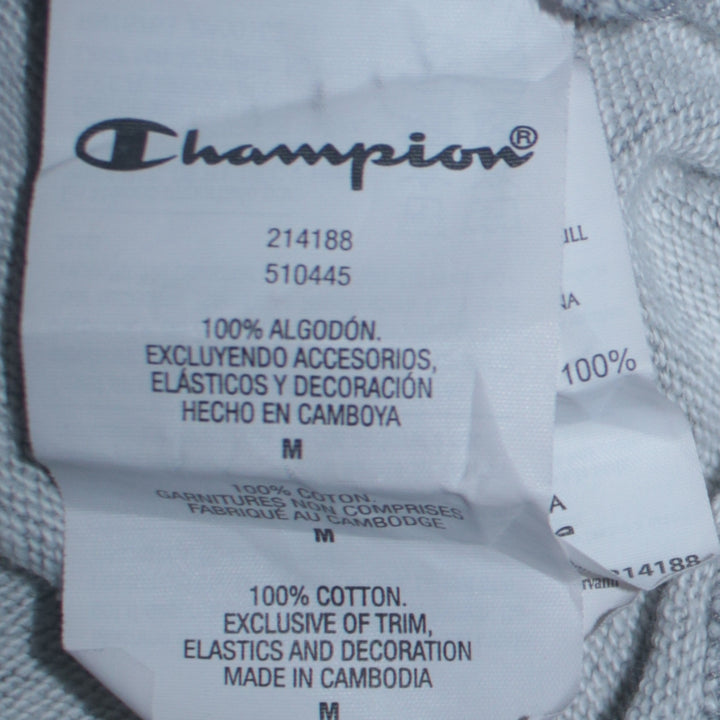 Champion®
214188
510445
100% ALGODÓN.
EXCLUYENDO ACCESORIOS,
ELÁSTICOS Y DECORACIÓN
HECHO EN CAMBOYA
M
100% COTON.
GARNITURES NON COMPRISES
FABRIQUÉ AU CAMBODGE
M
100% COTTON.
EXCLUSIVE OF TRIM,
ELASTICS AND DECORATION
MADE IN CAMBODIA
M
100%